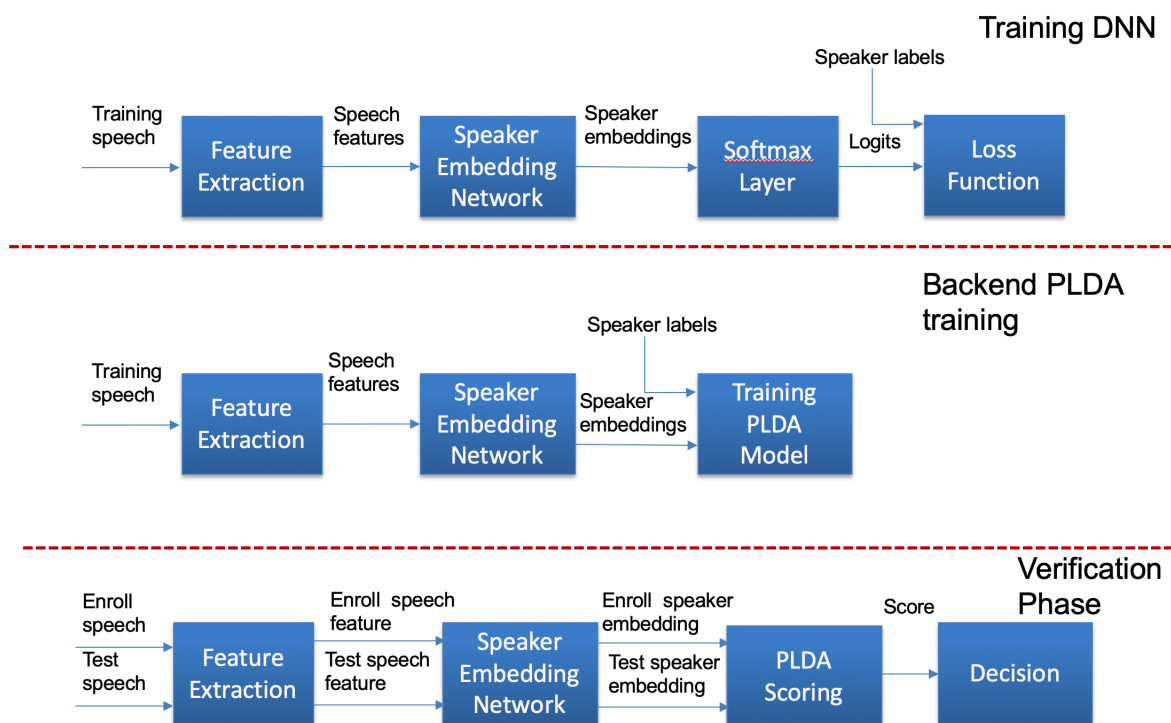 Training DNN
Speaker labels
Training
speech
Feature
Extraction
Speech
features
Speaker
Embedding
Network
Speaker
embeddings
Softmax
Layer
Logits
Loss
Function
Backend PLDA
training
Speaker labels
Training
speech
Feature
Extraction
Speech
features
Speaker
Embedding
Network
Speaker
embeddings
Training
PLDA
Model
Verification
Phase
Enroll
speech
Test
speech
Feature
Extraction
Enroll speech
feature
Test speech
feature
Speaker
Embedding
Network
Enroll speaker
embedding
Test speaker
embedding
PLDA
Scoring
Score
Decision